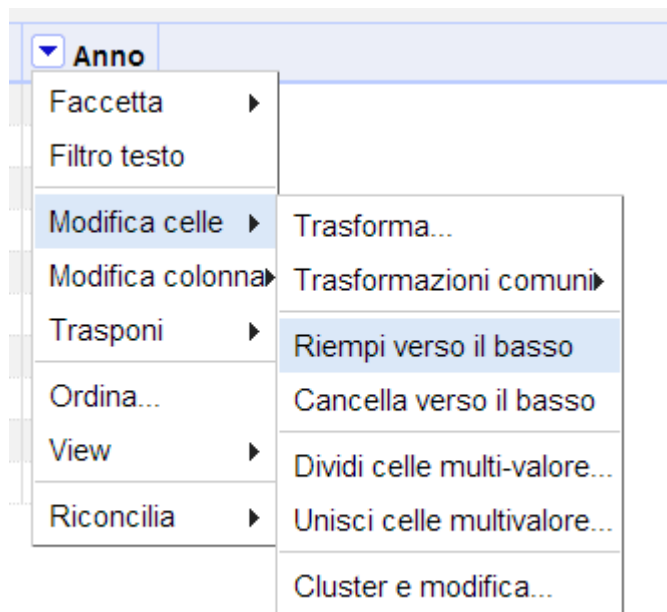 Anno
Faccetta
Filtro testo
Modifica celle
Modifica colonna
Trasponi
Ordina...
View
Riconcilia
Trasforma...
Trasformazioni comuni
Riempi verso il basso
Cancella verso il basso
Dividi celle multi-valore...
Unisci celle multivalore...
Cluster e modifica...